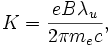 K = \frac{eB\lambda_u}{2\pi m_e c},